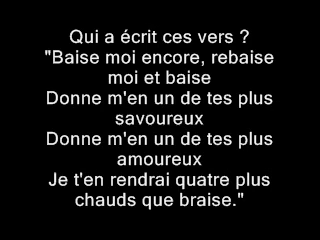 Qui a écrit ces vers ?
"Baise moi encore, rebaise
moi et baise
Donne m'en un de tes plus
savoureux
Donne m'en un de tes plus
amoureux
Je t'en rendrai quatre plus
chauds que braise."